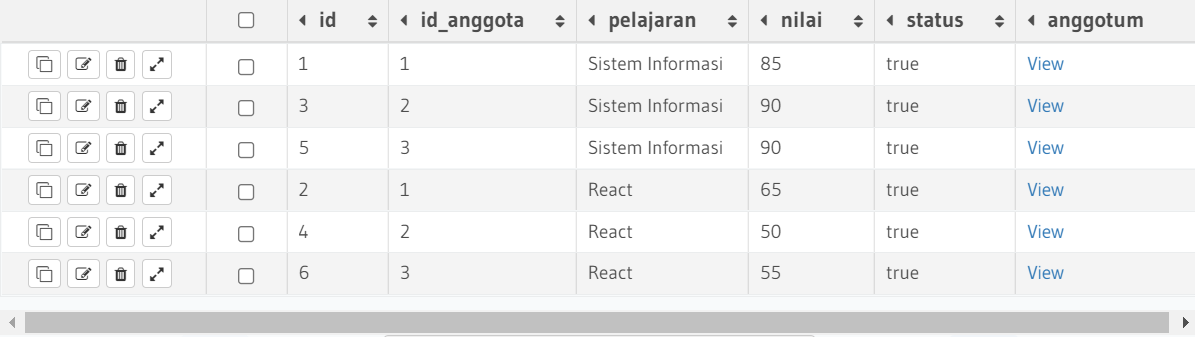 id id_anggota pelajaran nilai status anggotum
1 1 Sistem Informasi 85 true View
3 2 Sistem Informasi 90 true View
5 3 Sistem Informasi 90 true View
2 1 React 65 true View
4 2 React 50 true View
6 3 React 55 true View